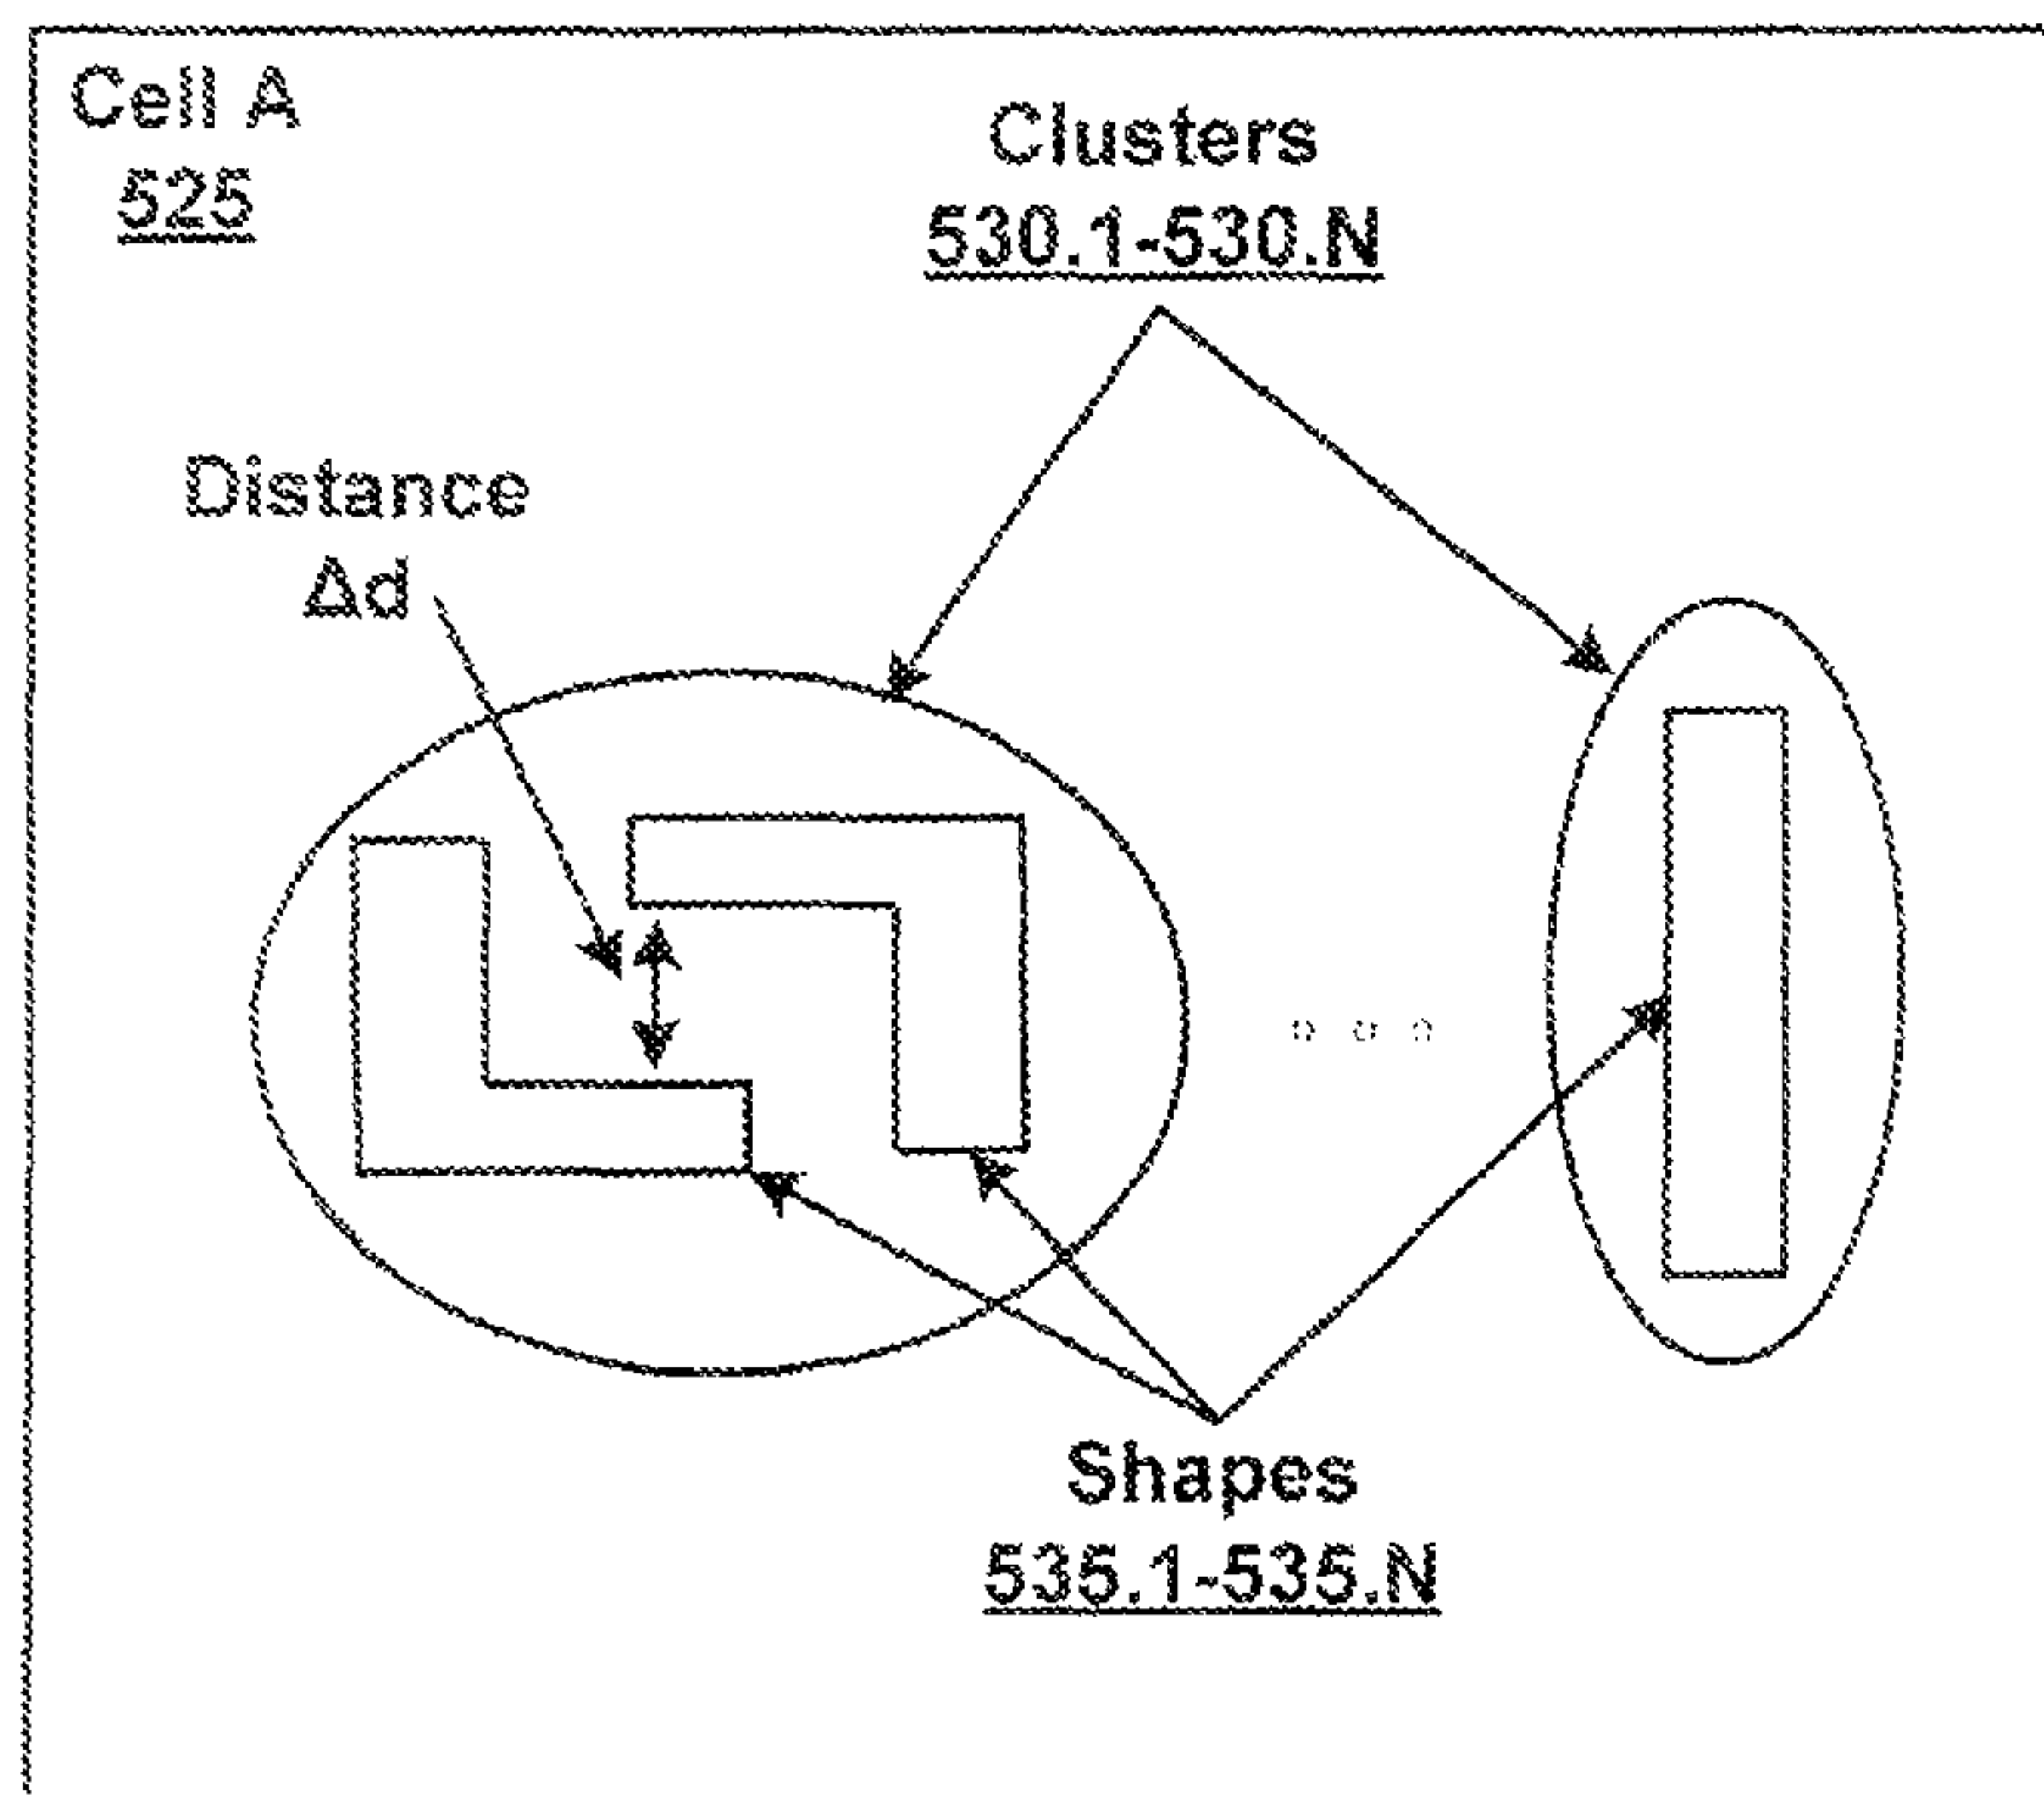 Cell A
525
Clusters
530.1-530.N
Distance
Δd
Shapes
535.1-535.N